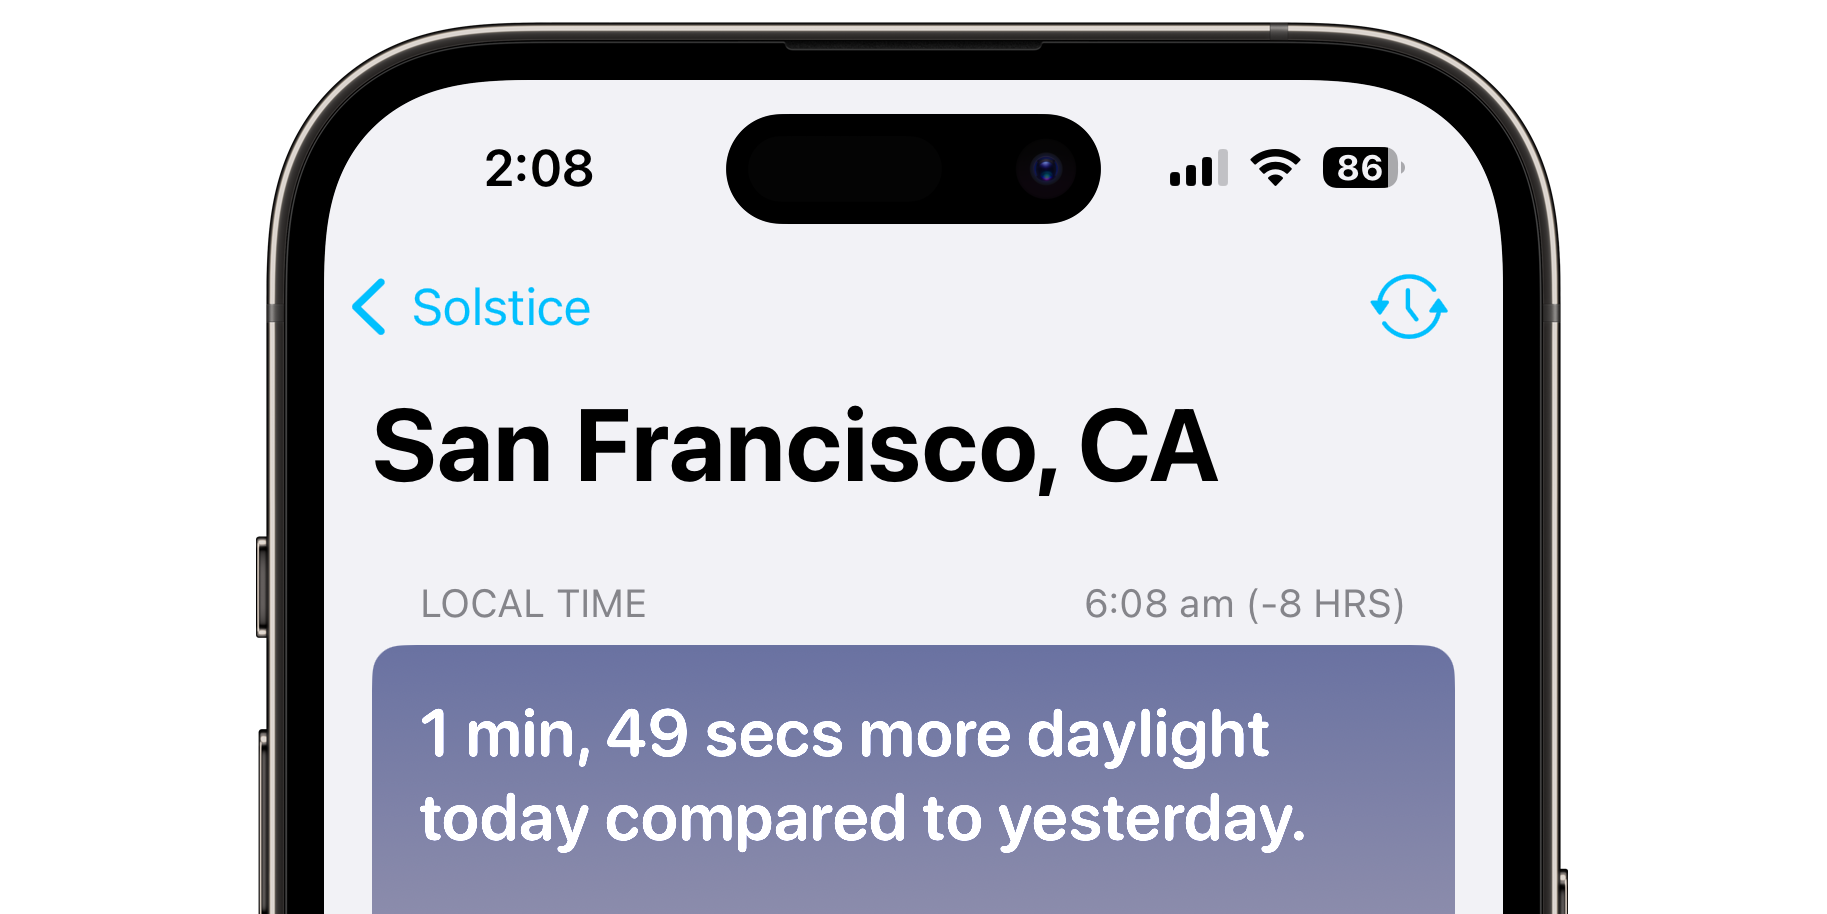 2:08
86
Solstice
San Francisco, CA
LOCAL TIME 6:08 am (-8 HRS)
1 min, 49 secs more daylight
today compared to yesterday.